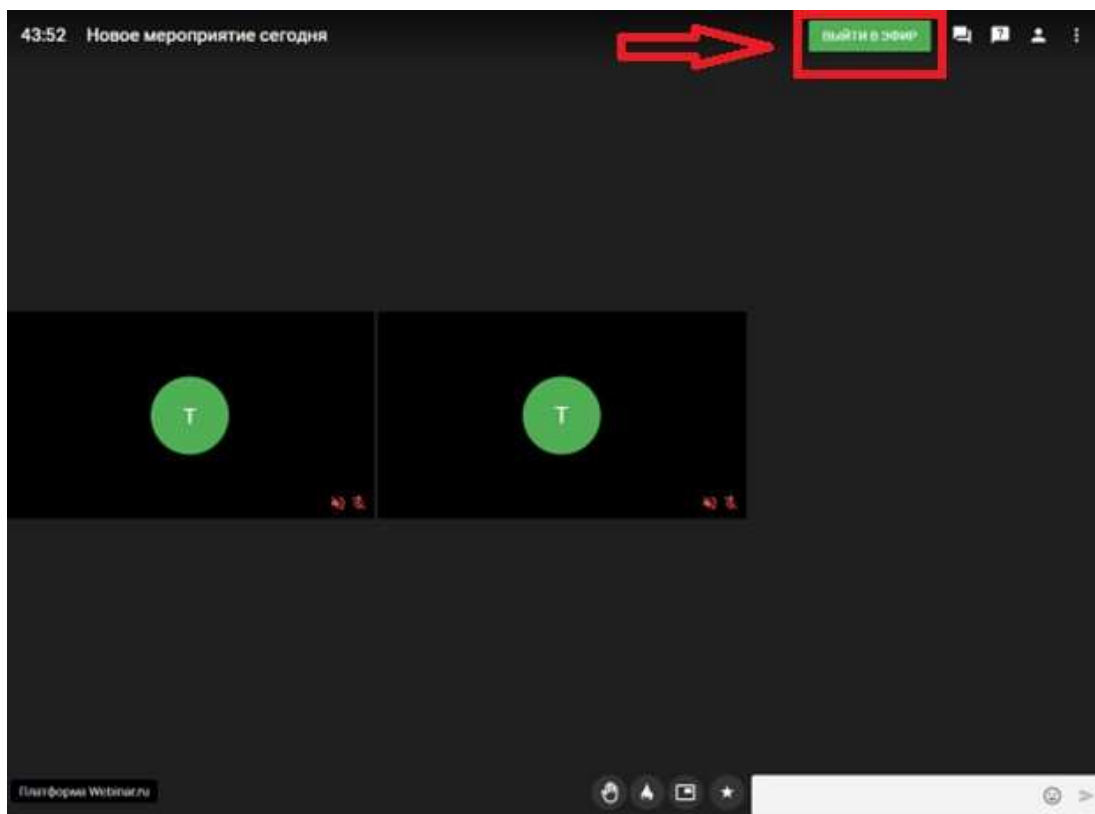 43:52 Новое мероприятие сегодня
ВЫЙТИ В ЭФИР
?
Т
Т
Платформа Webinar.ru